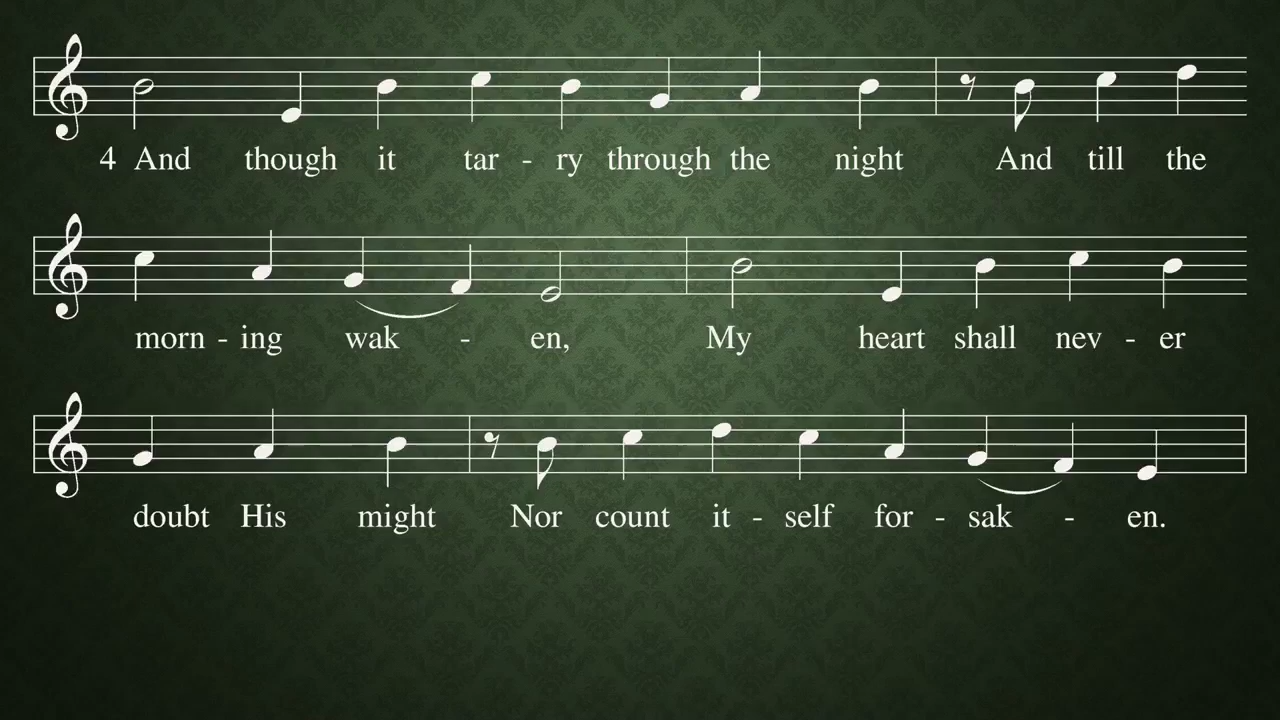 4 And though it tar - ry through the night And till the
morn - ing wak - en, My heart shall nev - er
doubt His might Nor count it - self for - sak - en.